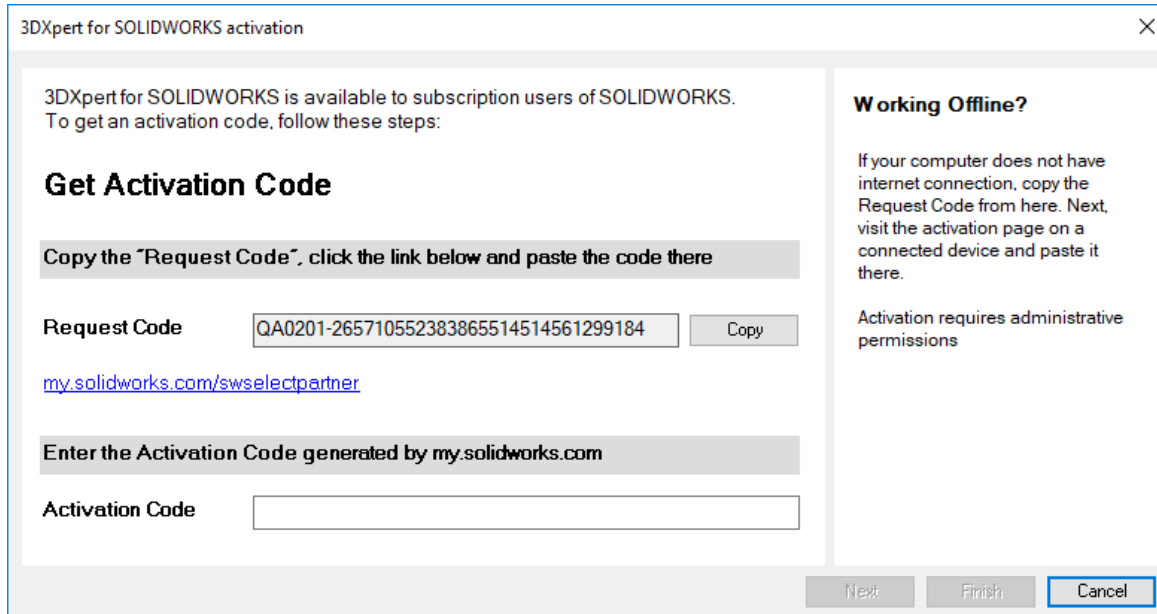 3DXpert for SOLIDWORKS activation
3DXpert for SOLIDWORKS is available to subscription users of SOLIDWORKS.
To get an activation code, follow these steps:
Get Activation Code
Copy the "Request Code", click the link below and paste the code there
Request Code
QA0201-26571055238386551451456129​9184
Copy
my.solidworks.com/swselectpartner
Enter the Activation Code generated by my.solidworks.com
Activation Code
Working Offline?
If your computer does not have
internet connection, copy the
Request Code from here. Next,
visit the activation page on a
connected device and paste it
there.
Activation requires administrative
permissions
Next
Finish
Cancel